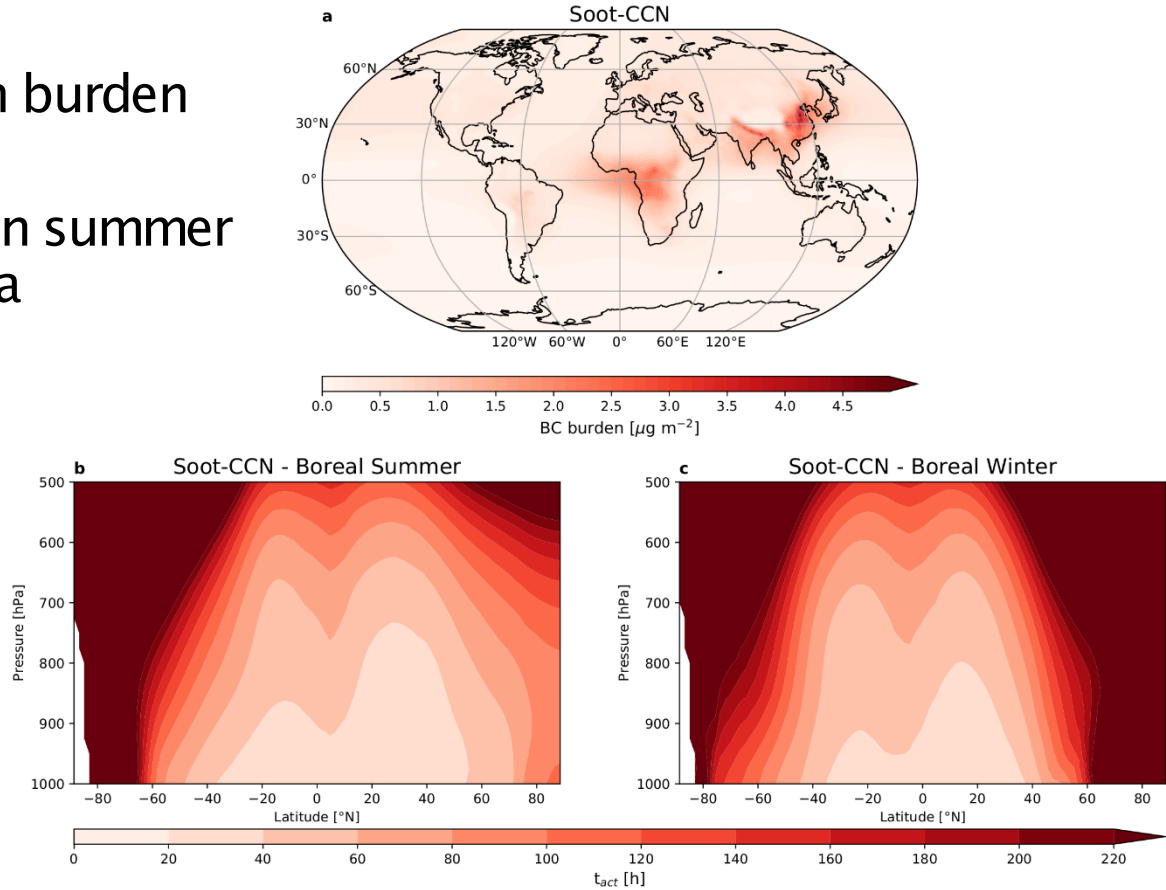 burden
n summer
a
a
Soot-CCN
60°N
30°N
0°
30°S
60°S
120°W 60°W 0° 60°E 120°E
0.0 0.5 1.0 1.5 2.0 2.5 3.0 3.5 4.0 4.5
BC burden [μg m⁻²]
b
Soot-CCN - Boreal Summer
500
600
700
800
900
1000
Pressure [hPa]
−80 −60 −40 −20 0 20 40 60 80
Latitude [°N]
c
Soot-CCN - Boreal Winter
500
600
700
800
900
1000
Pressure [hPa]
−80 −60 −40 −20 0 20 40 60 80
Latitude [°N]
0 20 40 60 80 100 120 140 160 180 200 220
t_act [h]